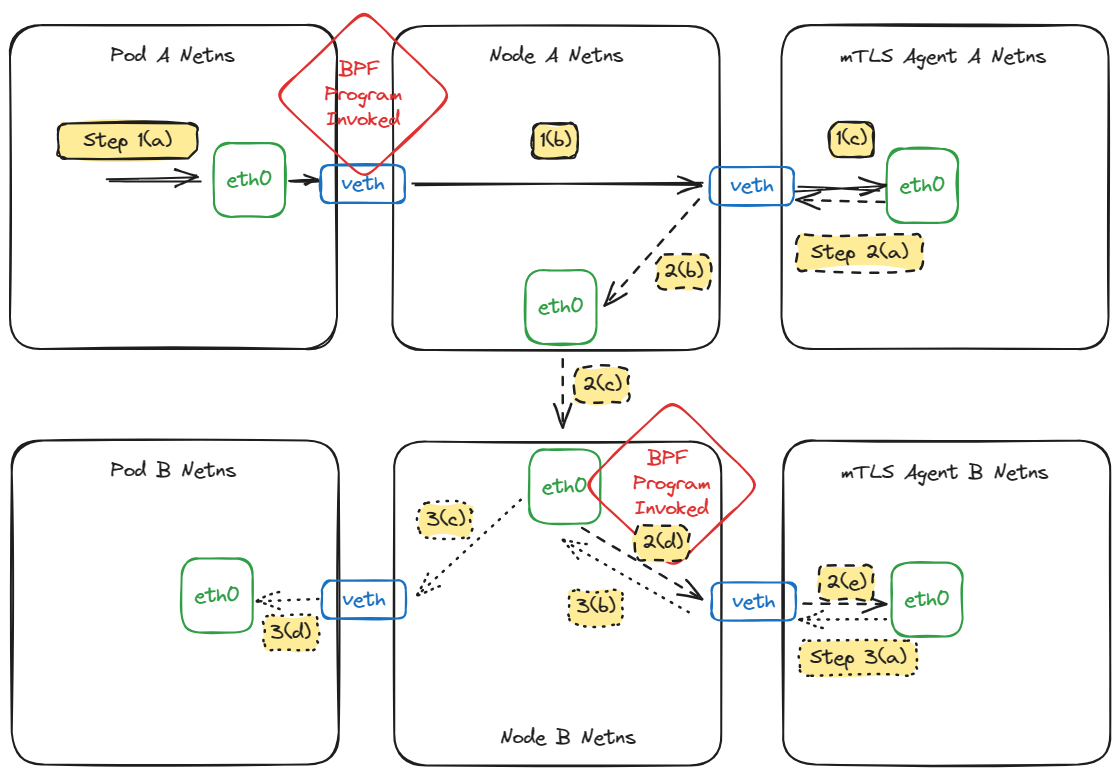 Pod A Netns
Node A Netns
mTLS Agent A Netns
BPF
Program
Invoked
Step 1(a)
1(b)
1(c)
eth0
veth
veth
eth0
Step 2(a)
2(b)
eth0
2(c)
Pod B Netns
mTLS Agent B Netns
BPF
Program
Invoked
eth0
3(c)
2(d)
2(e)
eth0
veth
3(b)
veth
eth0
3(d)
Step 3(a)
Node B Netns